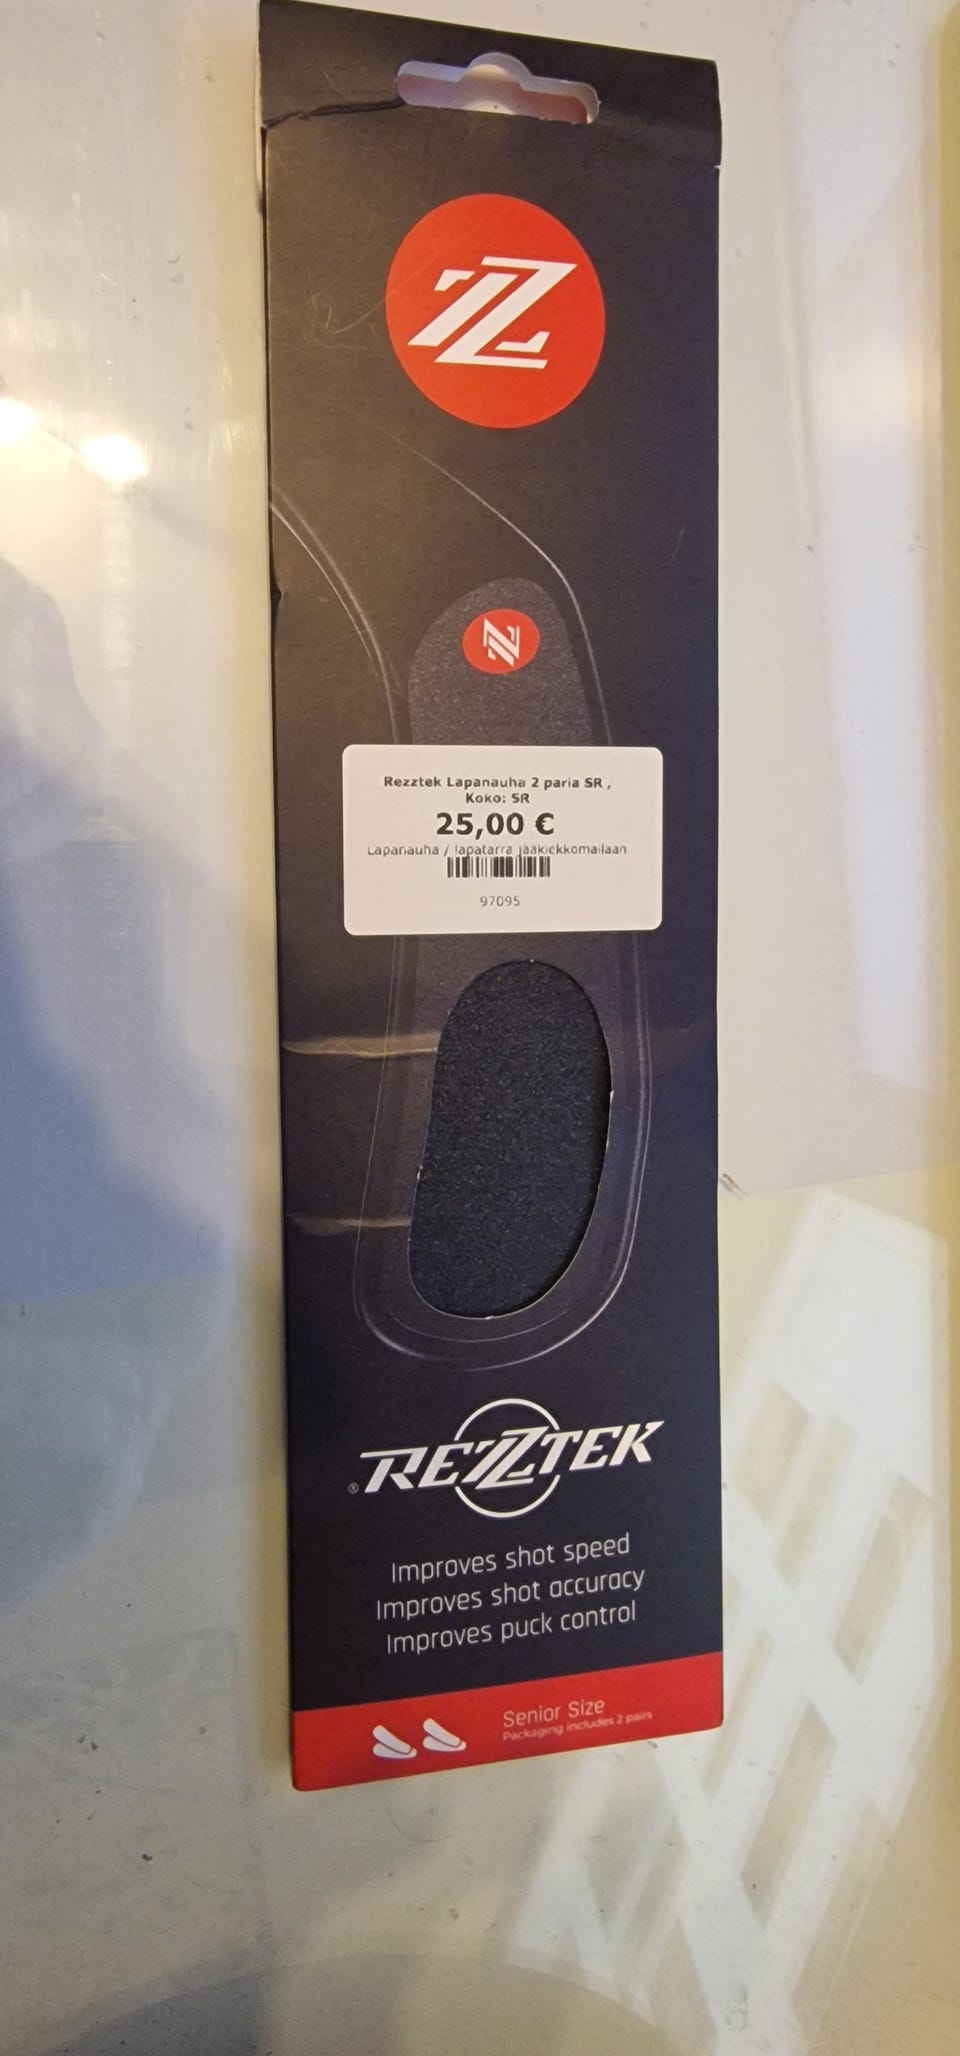 Rezztek Lapanauha 2 paria SR ,
Koko: SR
25,00 €
Lapanauha / lapatarra jääkiekkomailaan
97095
® REZZTEK
Improves shot speed
Improves shot accuracy
Improves puck control
Senior Size
Packaging includes 2 pairs